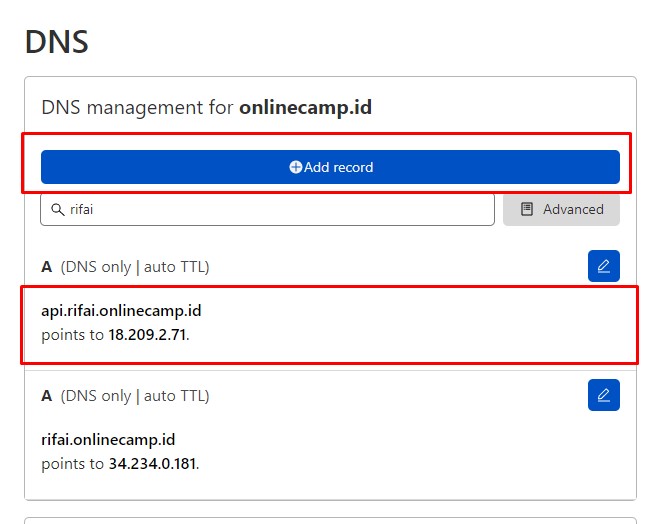 DNS
DNS management for onlinecamp.id
Add record
rifai
Advanced
A (DNS only | auto TTL)
api.rifai.onlinecamp.id
points to 18.209.2.71.
A (DNS only | auto TTL)
rifai.onlinecamp.id
points to 34.234.0.181.